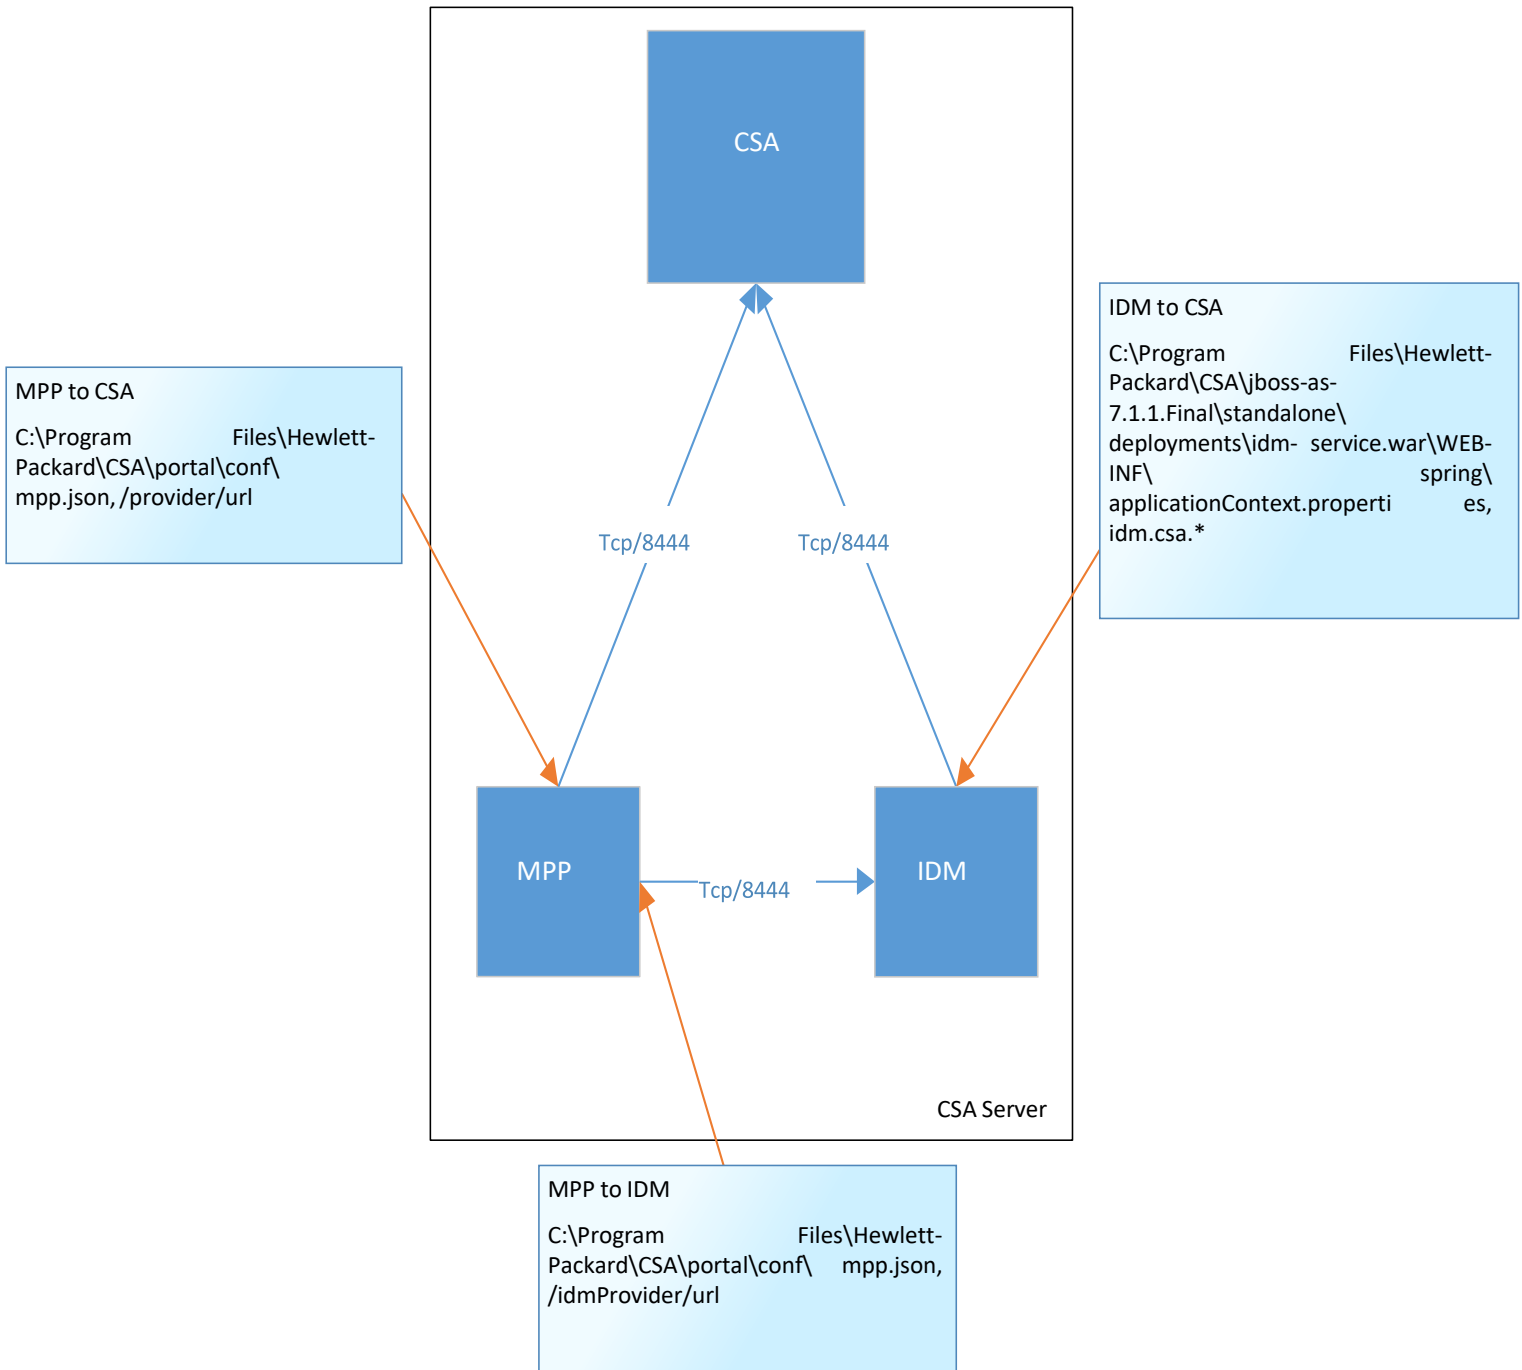 CSA
IDM to CSA
C:\Program Files\Hewlett-
Packard\CSA\jboss-as-
7.1.1.Final\standalone\
deployments\idm- service.war\WEB-
INF\ spring\
applicationContext.properti es,
idm.csa.*
MPP to CSA
C:\Program Files\Hewlett-
Packard\CSA\portal\conf\
mpp.json, /provider/url
Tcp/8444
Tcp/8444
MPP
IDM
Tcp/8444
CSA Server
MPP to IDM
C:\Program Files\Hewlett-
Packard\CSA\portal\conf\ mpp.json,
/idmProvider/url